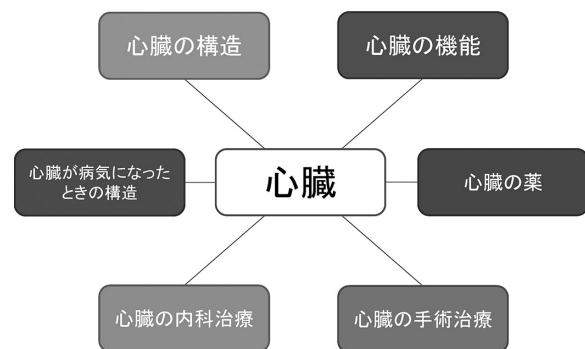 心臓の構造
心臓の機能
心臓が病気になった
ときの構造
心臓
心臓の薬
心臓の内科治療
心臓の手術治療